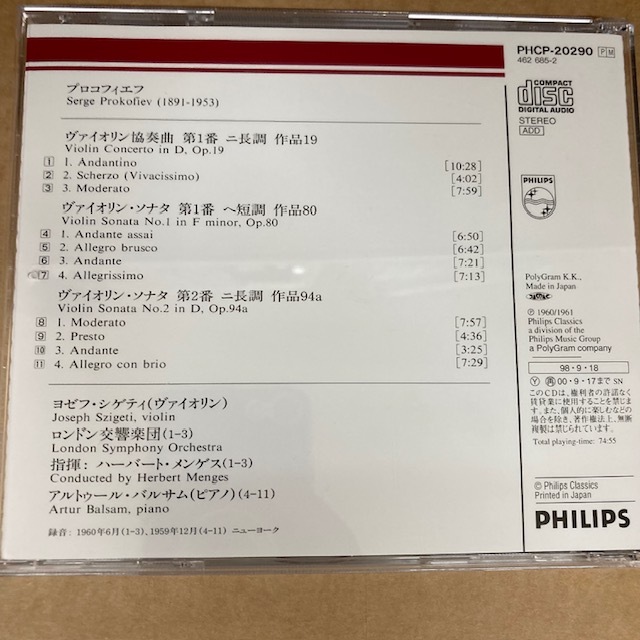 PHCP-20290 PM
462 685-2
COMPACT
disc
DIGITAL AUDIO
STEREO
ADD
プロコフィエフ
Serge Prokofiev (1891-1953)
ヴァイオリン協奏曲 第1番 ニ長調 作品19
Violin Concerto in D, Op.19
1 1. Andantino [10:28]
2 2. Scherzo (Vivacissimo) [4:02]
3 3. Moderato [7:59]
ヴァイオリン・ソナタ 第1番 ヘ短調 作品80
Violin Sonata No.1 in F minor, Op.80
4 1. Andante assai [6:50]
5 2. Allegro brusco [6:42]
6 3. Andante [7:21]
7 4. Allegrissimo [7:13]
ヴァイオリン・ソナタ 第2番 ニ長調 作品94a
Violin Sonata No.2 in D, Op.94a
8 1. Moderato [7:57]
9 2. Presto [4:36]
10 3. Andante [3:25]
11 4. Allegro con brio [7:29]
ヨゼフ・シゲティ(ヴァイオリン)
Joseph Szigeti, violin
ロンドン交響楽団(1-3)
London Symphony Orchestra
指揮：ハーバート・メンゲス(1-3)
Conducted by Herbert Menges
アルトゥール・バルサム(ピアノ)(4-11)
Artur Balsam, piano
録音：1960年6月(1-3)、1959年12月(4-11) ニューヨーク
PHILIPS
PolyGram K.K.,
Made in Japan
℗ 1960/1961
Philips Classics
a division of the
Philips Music Group
a PolyGram company
98・9・18
Ⓨ 再00・9・17まで SN
このCDは、権利者の許諾なく
賃貸業に使用することを禁じま
す。また、個人的に楽しむなどの
場合を除き、著作権法上、無断
複製は禁じられています。
Total playing-time: 74:55
© Philips Classics
Printed in Japan
PHILIPS